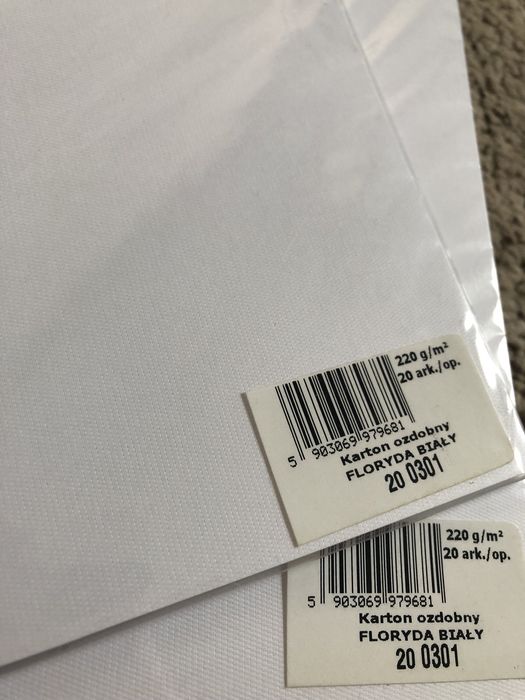 220 g/m²
20 ark./op.
5 903069 979681
Karton ozdobny
FLORYDA BIAŁY
20 0301
220 g/m²
20 ark./op.
5 903069 979681
Karton ozdobny
FLORYDA BIAŁY
20 0301